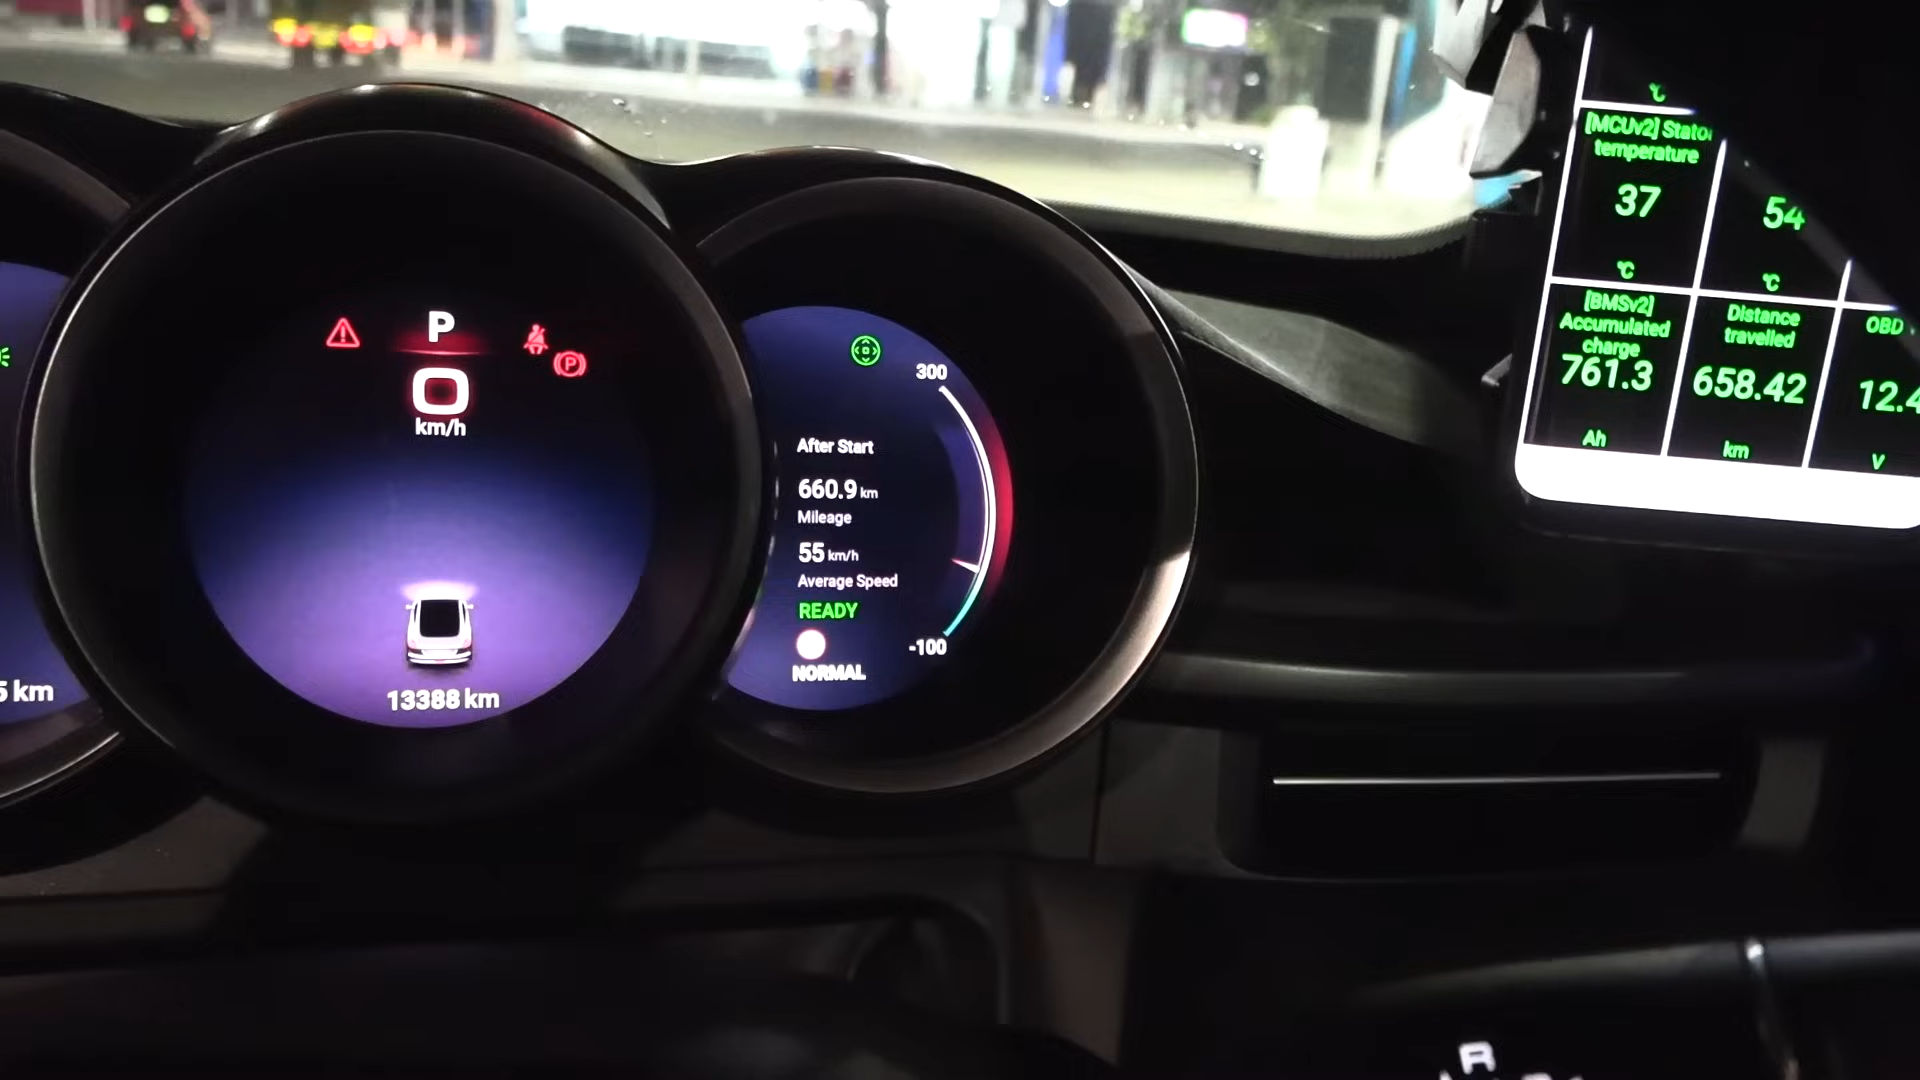 5 km
P
0
km/h
13388 km
300
After Start
660.9 km
Mileage
55 km/h
Average Speed
READY
NORMAL
-100
℃
[MCUv2] Stato
temperature
37
℃
54
℃
[BMSv2]
Accumulated
charge
761.3
Ah
Distance
travelled
658.42
km
OBD
12.4
V
R